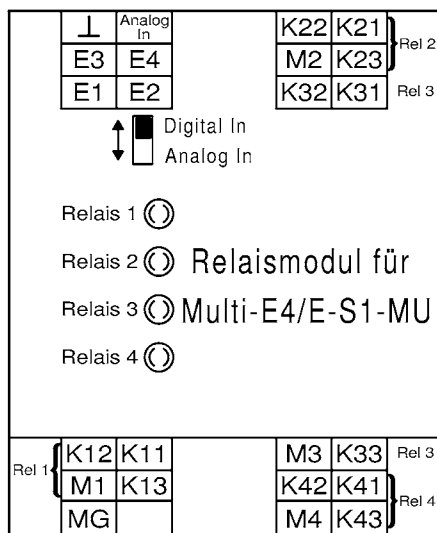 ⊥ Analog In K22 K21
E3 E4 M2 K23 Rel 2
E1 E2 K32 K31 Rel 3
Digital In
Analog In
Relais 1
Relais 2 Relaismodul für
Relais 3 Multi-E4/E-S1-MU
Relais 4
K12 K11 M3 K33 Rel 3
Rel 1 M1 K13 K42 K41
MG M4 K43 Rel 4